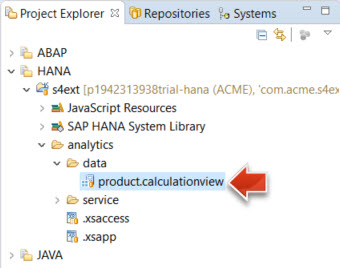 Project Explorer Repositories Systems
ABAP
HANA
s4ext [p1942313938trial-hana (ACME), 'com.acme.s4ex
JavaScript Resources
SAP HANA System Library
analytics
data
product.calculationview
service
.xsaccess
.xsapp
JAVA